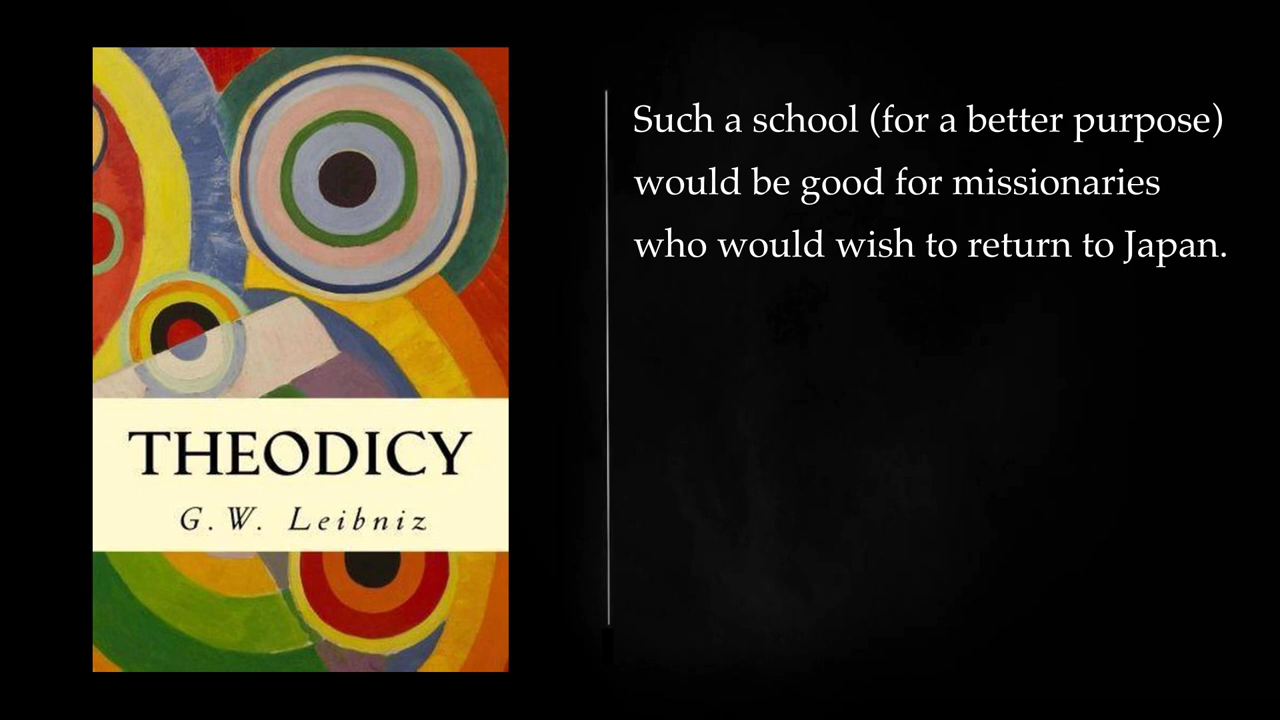 THEODICY
G. W. Leibniz
Such a school (for a better purpose)
would be good for missionaries
who would wish to return to Japan.